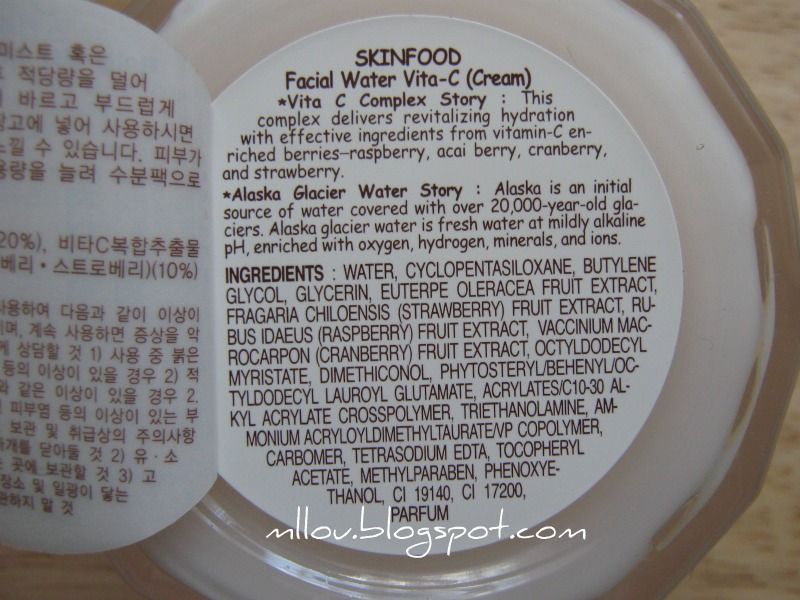 미스트 혹은
적당량을 덜어
바르고 부드럽게
장고에 넣어 사용하시면
느낄 수 있습니다. 피부가
용량을 늘려 수분팩으로
20%), 비타C복합추출물
베리・스트로베리)(10%)
사용하여 다음과 같이 이상이
며, 계속 사용하면 증상을 악
상담할 것 1) 사용 중 붉은
등의 이상이 있을 경우 2) 적
같은 이상이 있을 경우 2.
피부염 등의 이상이 있는 부
보관 및 취급상의 주의사항
마개를 닫아둘 것 2) 유・소
곳에 보관할 것 3) 고
장소 및 일광이 닿는
관하지 말 것
SKINFOOD
Facial Water Vita-C (Cream)
*Vita C Complex Story : This
complex delivers revitalizing hydration
with effective ingredients from vitamin-C en-
riched berries—raspberry, acai berry, cranberry,
and strawberry.
*Alaska Glacier Water Story : Alaska is an initial
source of water covered with over 20,000-year-old gla-
ciers. Alaska glacier water is fresh water at mildly alkaline
pH, enriched with oxygen, hydrogen, minerals, and ions.
INGREDIENTS : WATER, CYCLOPENTASILOXANE, BUTYLENE
GLYCOL, GLYCERIN, EUTERPE OLERACEA FRUIT EXTRACT,
FRAGARIA CHILOENSIS (STRAWBERRY) FRUIT EXTRACT, RU-
BUS IDAEUS (RASPBERRY) FRUIT EXTRACT, VACCINIUM MAC-
ROCARPON (CRANBERRY) FRUIT EXTRACT, OCTYLDODECYL
MYRISTATE, DIMETHICONOL, PHYTOSTERYL/BEHENYL/OC-
TYLDODECYL LAUROYL GLUTAMATE, ACRYLATES/C10-30 AL-
KYL ACRYLATE CROSSPOLYMER, TRIETHANOLAMINE, AM-
MONIUM ACRYLOYLDIMETHYLTAURATE/VP COPOLYMER,
CARBOMER, TETRASODIUM EDTA, TOCOPHERYL
ACETATE, METHYLPARABEN, PHENOXYE-
THANOL, CI 19140, CI 17200,
PARFUM
mllov.blogspot.com